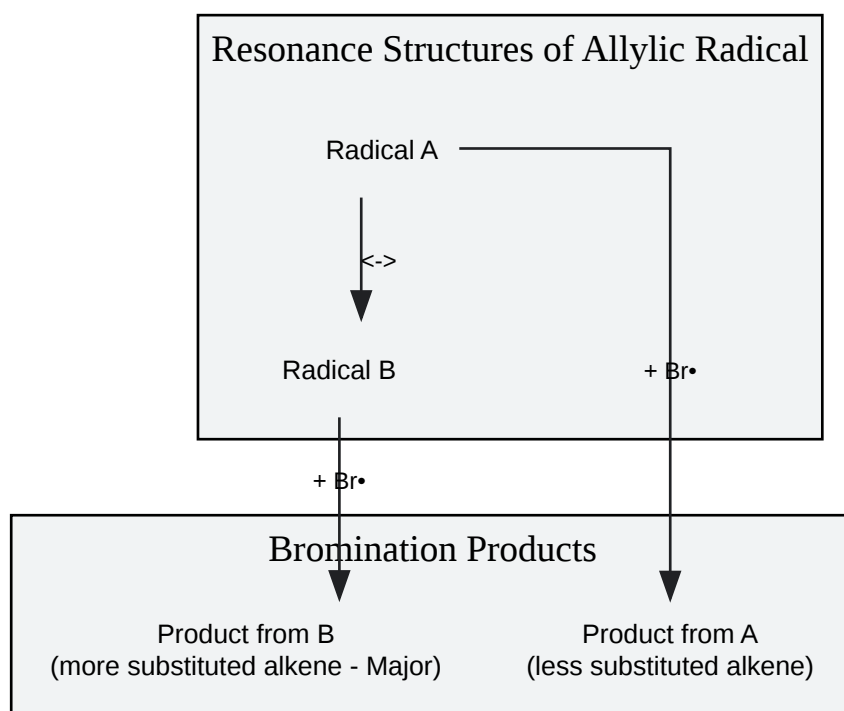 Resonance Structures of Allylic Radical
Radical A
<->
Radical B
+ Br•
+ Br•
Bromination Products
Product from B
(more substituted alkene - Major)
Product from A
(less substituted alkene)